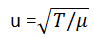 u = √T/μ